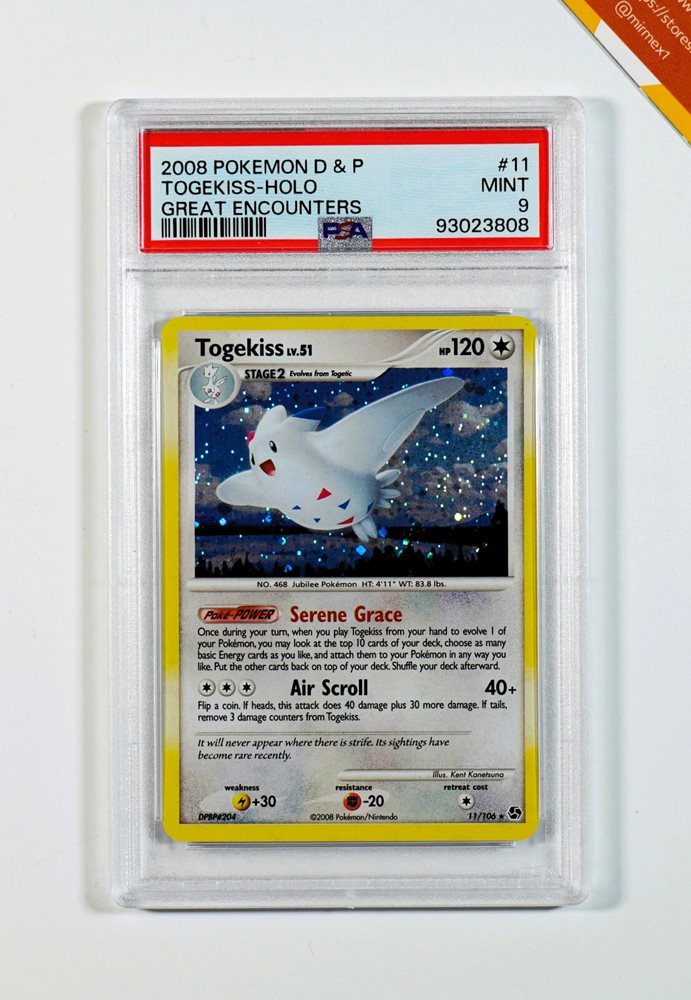 s://stores
@mirmex1
2008 POKEMON D & P #11
TOGEKISS-HOLO MINT
GREAT ENCOUNTERS 9
PSA 93023808
Togekiss LV.51 HP 120
STAGE2 Evolves from Togetic
NO. 468 Jubilee Pokémon HT: 4'11" WT: 83.8 lbs.
Poké-POWER Serene Grace
Once during your turn, when you play Togekiss from your hand to evolve 1 of
your Pokémon, you may look at the top 10 cards of your deck, choose as many
basic Energy cards as you like, and attach them to your Pokémon in any way you
like. Put the other cards back on top of your deck. Shuffle your deck afterward.
Air Scroll 40+
Flip a coin. If heads, this attack does 40 damage plus 30 more damage. If tails,
remove 3 damage counters from Togekiss.
It will never appear where there is strife. Its sightings have
become rare recently.
Illus. Kent Kanetsuna
weakness resistance retreat cost
+30 -20
DPBP#204 ©2008 Pokémon/Nintendo 11/106